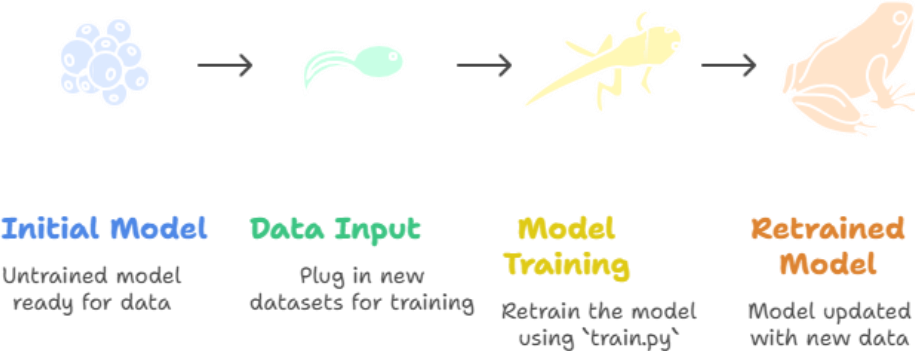 Initial Model
Untrained model
ready for data
Data Input
Plug in new
datasets for training
Model
Training
Retrain the model
using `train.py`
Retrained
Model
Model updated
with new data